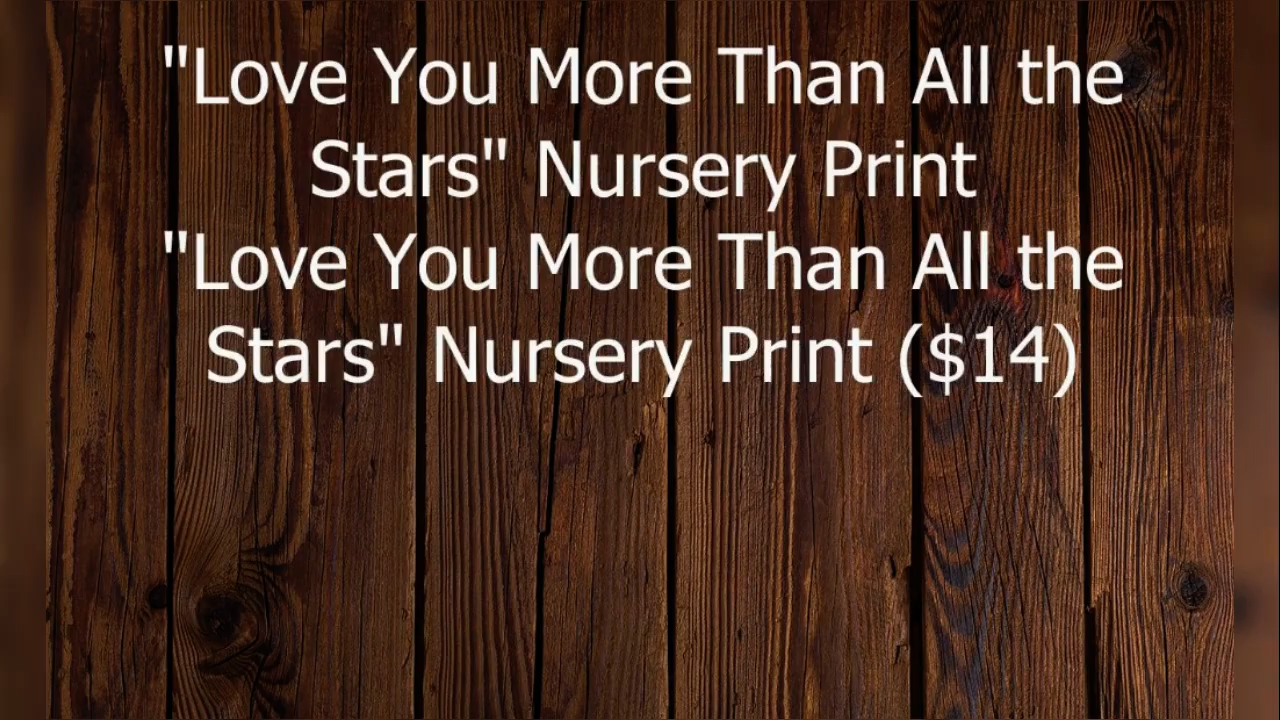 "Love You More Than All the
Stars" Nursery Print
"Love You More Than All the
Stars" Nursery Print ($14)